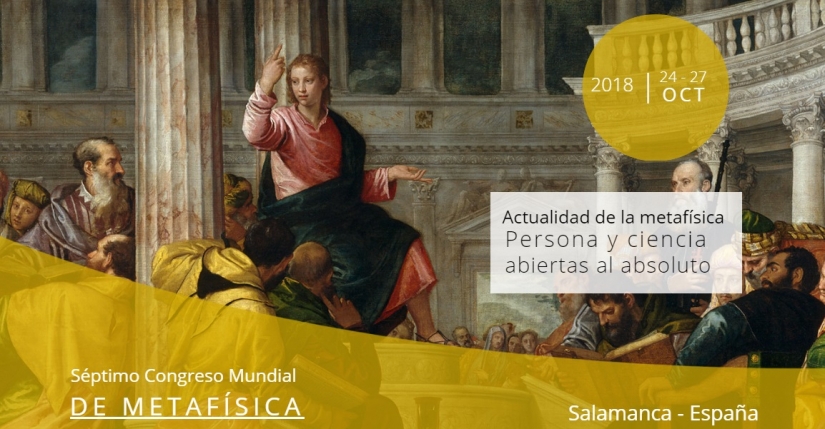 2018
24 - 27
OCT
Actualidad de la metafísica
Persona y ciencia
abiertas al absoluto
Séptimo Congreso Mundial
DE METAFÍSICA
Salamanca - España